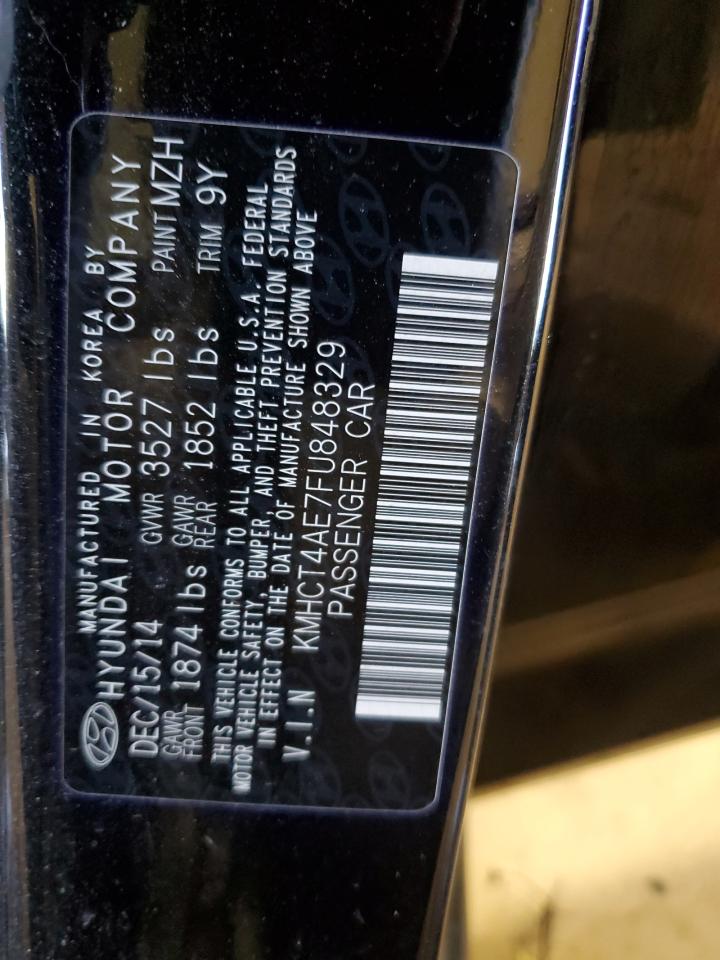 MANUFACTURED IN KOREA BY
HYUNDAI MOTOR COMPANY
DEC/15/14 GVWR 3527 lbs PAINT MZH
GAWR FRONT 1874 lbs GAWR REAR 1852 lbs TRIM 9Y
THIS VEHICLE CONFORMS TO ALL APPLICABLE U.S.A. FEDERAL
MOTOR VEHICLE SAFETY, BUMPER, AND THEFT PREVENTION STANDARDS
IN EFFECT ON THE DATE OF MANUFACTURE SHOWN ABOVE
V.I.N KMHCT4AE7FU848329
PASSENGER CAR